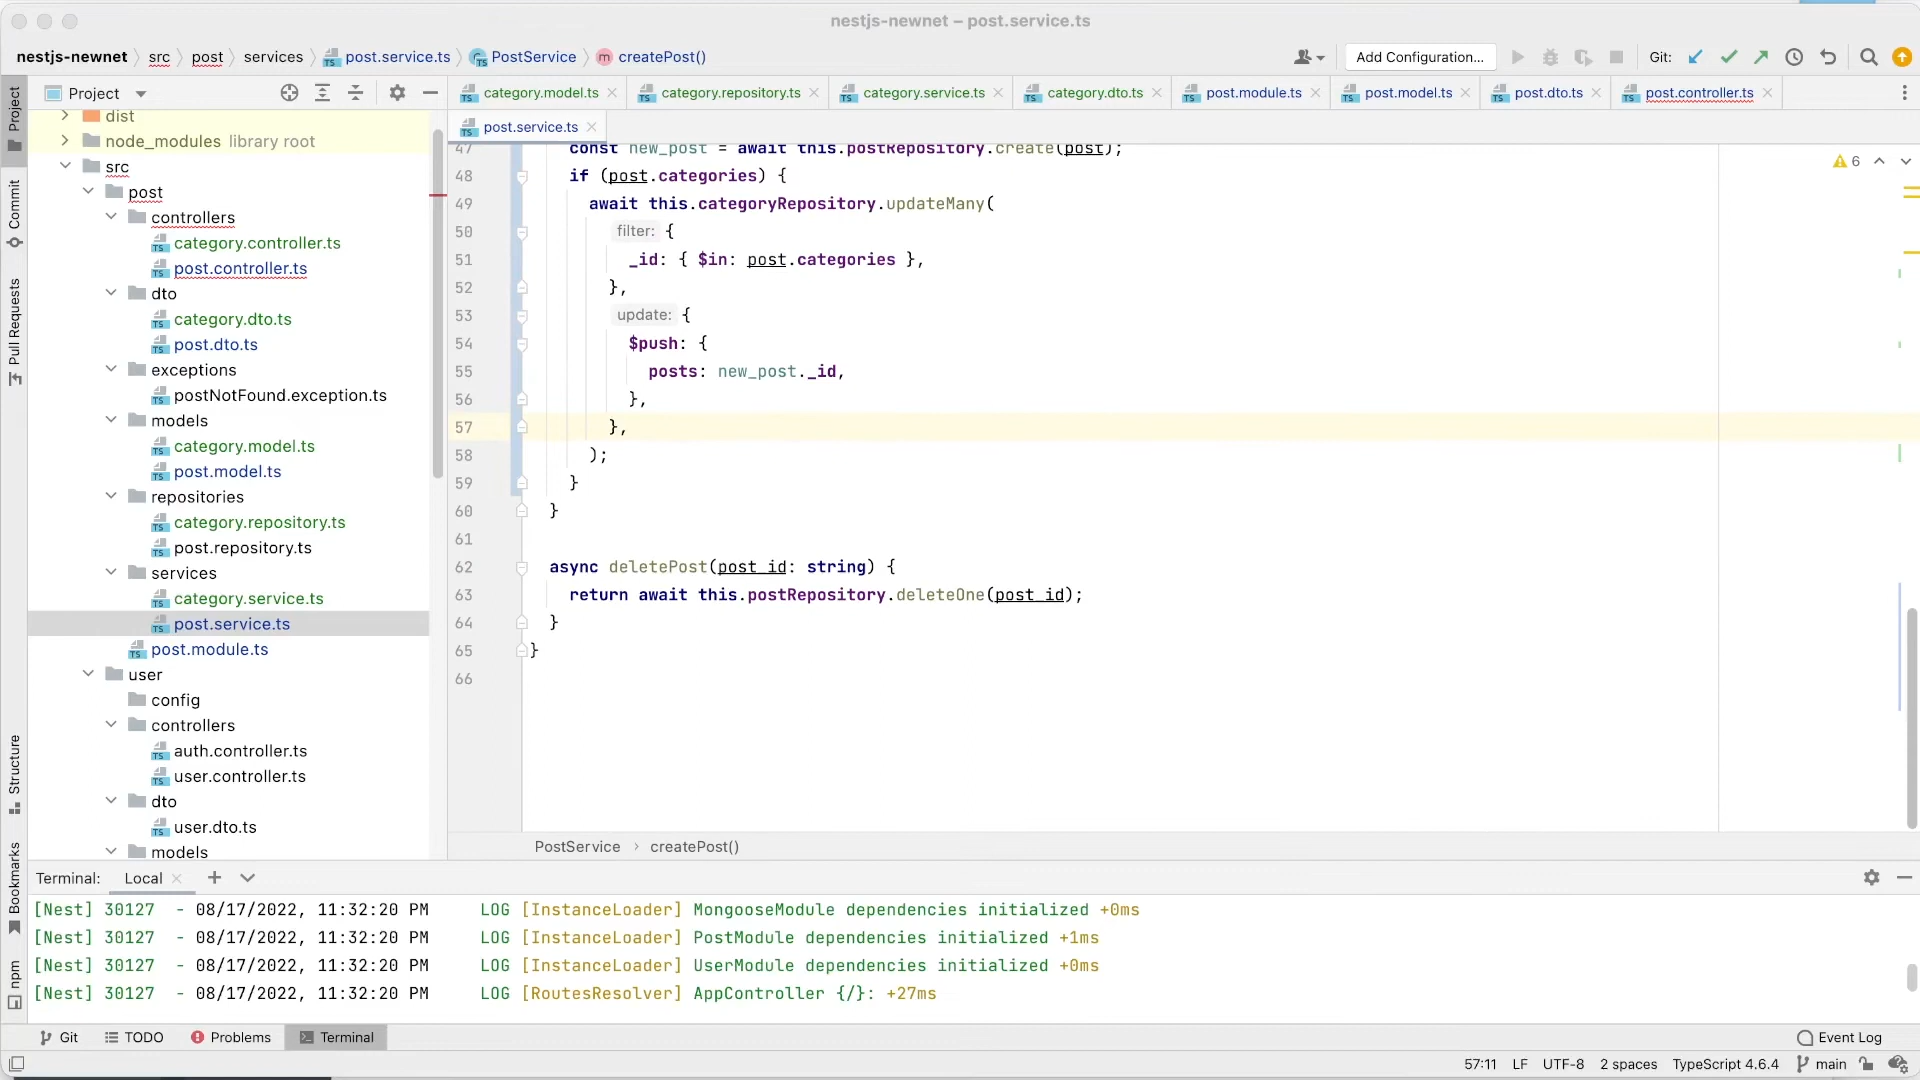 nestjs-newnet – post.service.ts
nestjs-newnet src post services post.service.ts PostService m createPost() Add Configuration... Git:
Project
category.model.ts category.repository.ts category.service.ts category.dto.ts post.module.ts post.model.ts post.dto.ts post.controller.ts
post.service.ts
Project
Commit
Pull Requests
Structure
Bookmarks
npm
dist
node_modules library root
src
post
controllers
category.controller.ts
post.controller.ts
dto
category.dto.ts
post.dto.ts
exceptions
postNotFound.exception.ts
models
category.model.ts
post.model.ts
repositories
category.repository.ts
post.repository.ts
services
category.service.ts
post.service.ts
post.module.ts
user
config
controllers
auth.controller.ts
user.controller.ts
dto
user.dto.ts
models
6
47 const new_post = await this.postRepository.create(post);
48 if (post.categories) {
49 await this.categoryRepository.updateMany(
50 filter: {
51 _id: { $in: post.categories },
52 },
53 update: {
54 $push: {
55 posts: new_post._id,
56 },
57 },
58 );
59 }
60 }
61
62 async deletePost(post_id: string) {
63 return await this.postRepository.deleteOne(post_id);
64 }
65 }
66
PostService createPost()
Terminal: Local
[Nest] 30127 - 08/17/2022, 11:32:20 PM LOG [InstanceLoader] MongooseModule dependencies initialized +0ms
[Nest] 30127 - 08/17/2022, 11:32:20 PM LOG [InstanceLoader] PostModule dependencies initialized +1ms
[Nest] 30127 - 08/17/2022, 11:32:20 PM LOG [InstanceLoader] UserModule dependencies initialized +0ms
[Nest] 30127 - 08/17/2022, 11:32:20 PM LOG [RoutesResolver] AppController {/}: +27ms
Git TODO Problems Terminal Event Log
57:11 LF UTF-8 2 spaces TypeScript 4.6.4 main